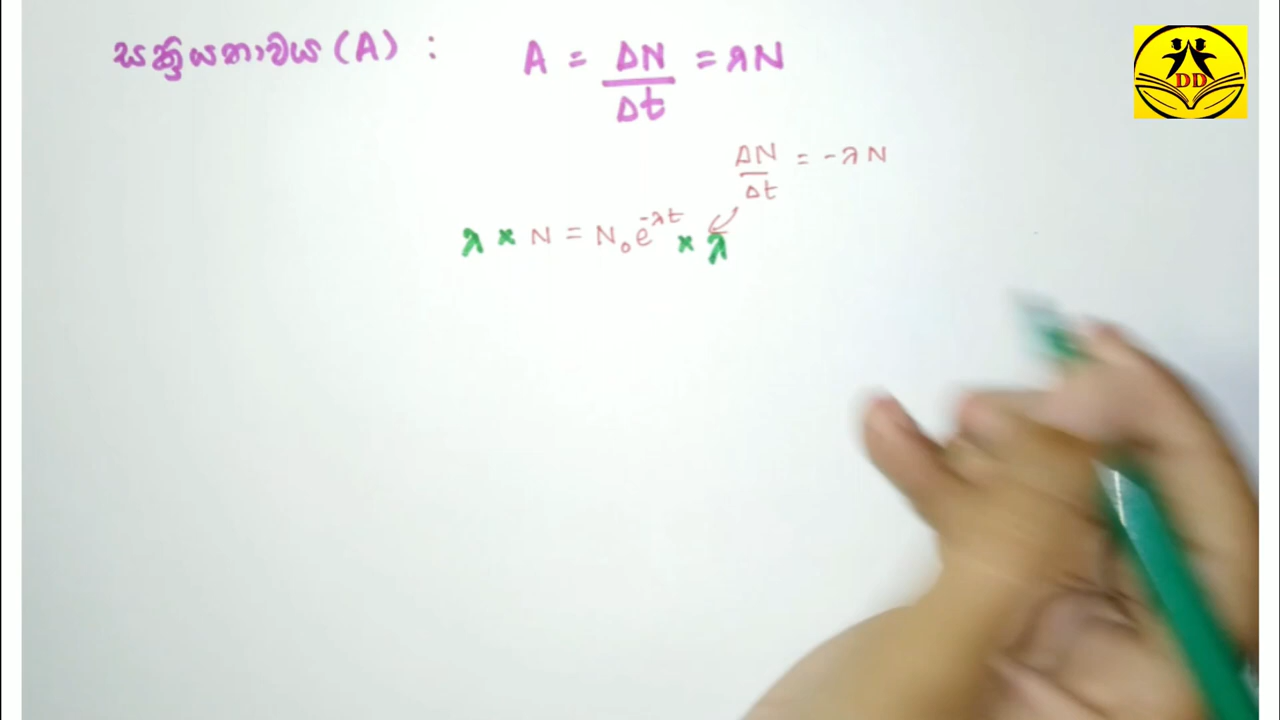 සක්‍රියතාවය (A) : A = ΔN/Δt = λN
ΔN/Δt = -λN
λ × N = N₀e^-λt × λ
DD